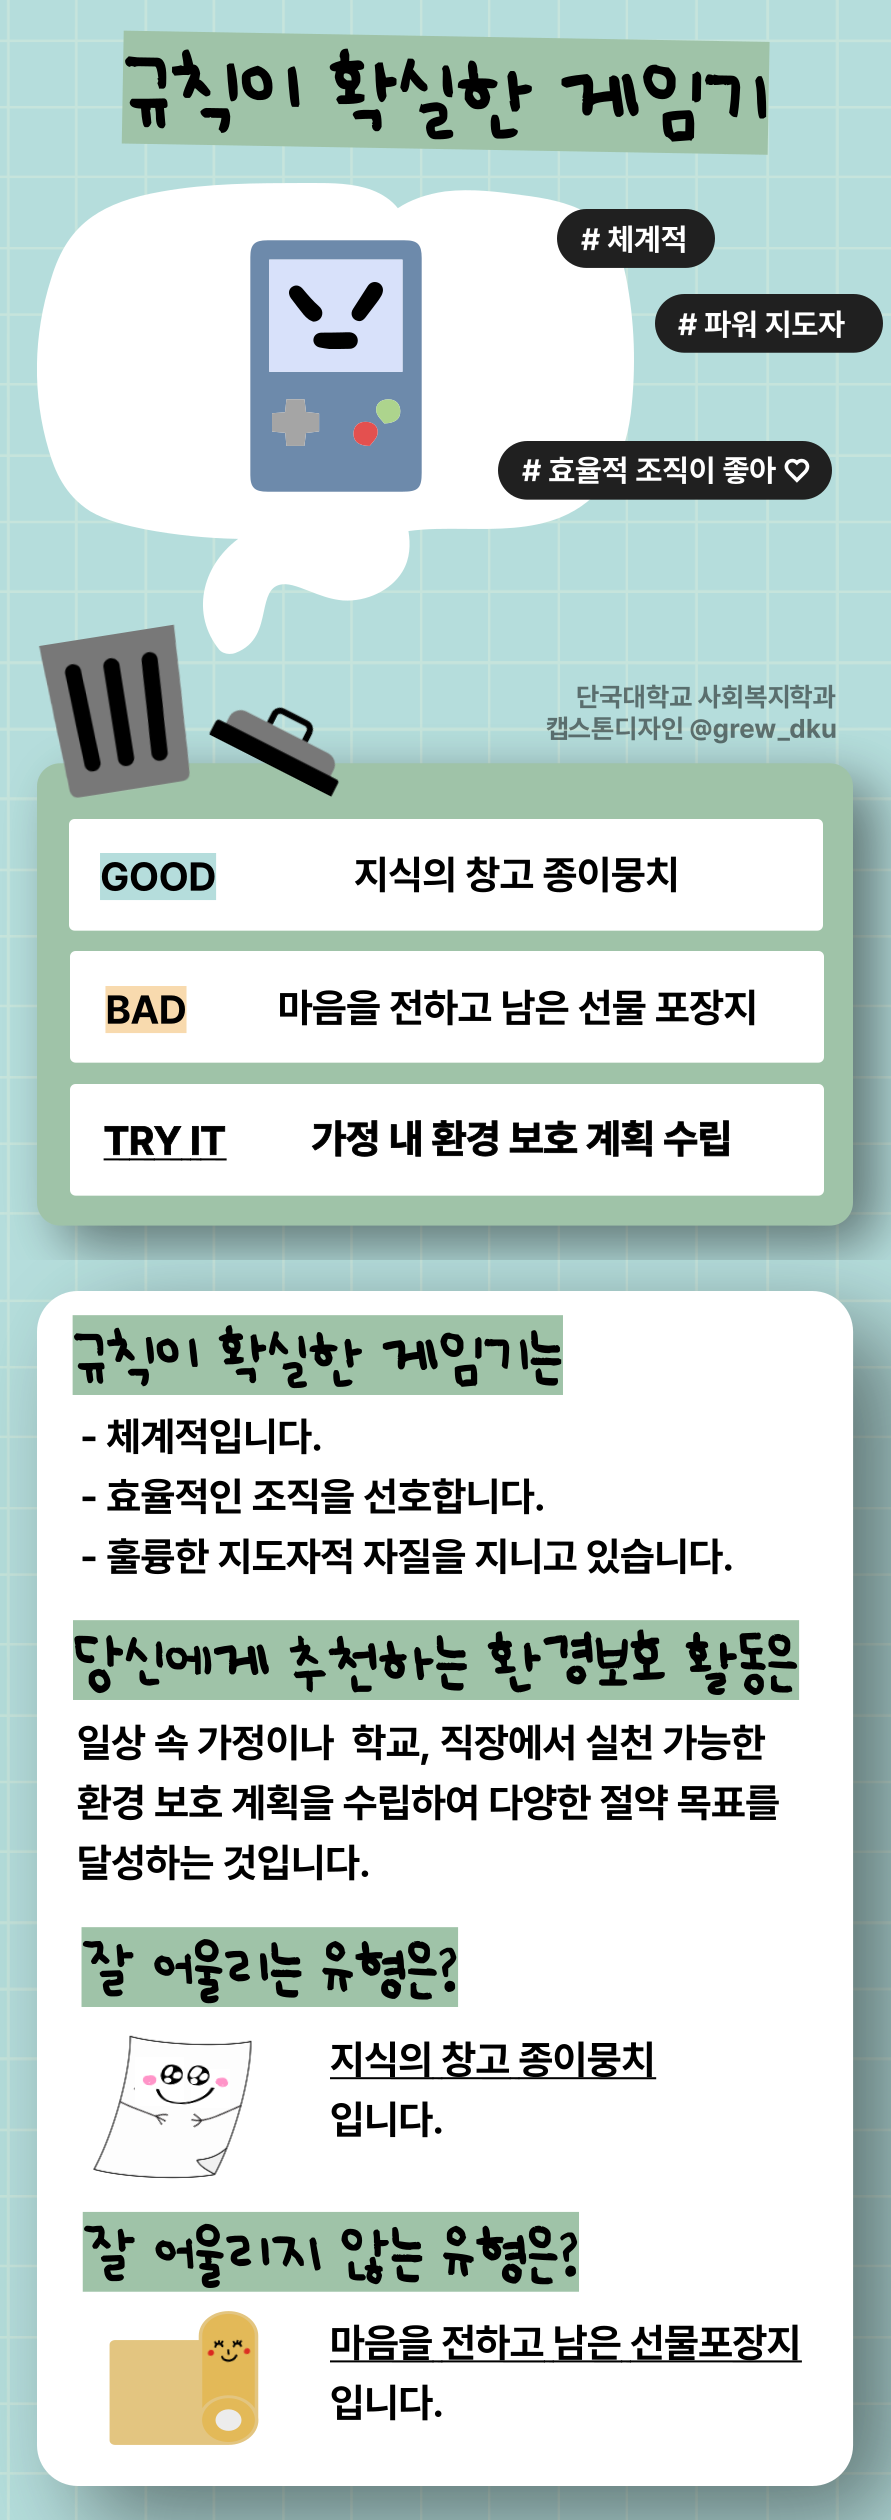 규칙이 확실한 게임기
# 체계적
# 파워 지도자
# 효율적 조직이 좋아 ♡
단국대학교 사회복지학과
캡스톤디자인 @grew_dku
GOOD 지식의 창고 종이뭉치
BAD 마음을 전하고 남은 선물 포장지
TRY IT 가정 내 환경 보호 계획 수립
규칙이 확실한 게임기는
- 체계적입니다.
- 효율적인 조직을 선호합니다.
- 훌륭한 지도자적 자질을 지니고 있습니다.
당신에게 추천하는 환경보호 활동은
일상 속 가정이나 학교, 직장에서 실천 가능한
환경 보호 계획을 수립하여 다양한 절약 목표를
달성하는 것입니다.
잘 어울리는 유형은?
지식의 창고 종이뭉치
입니다.
잘 어울리지 않는 유형은?
마음을 전하고 남은 선물포장지
입니다.